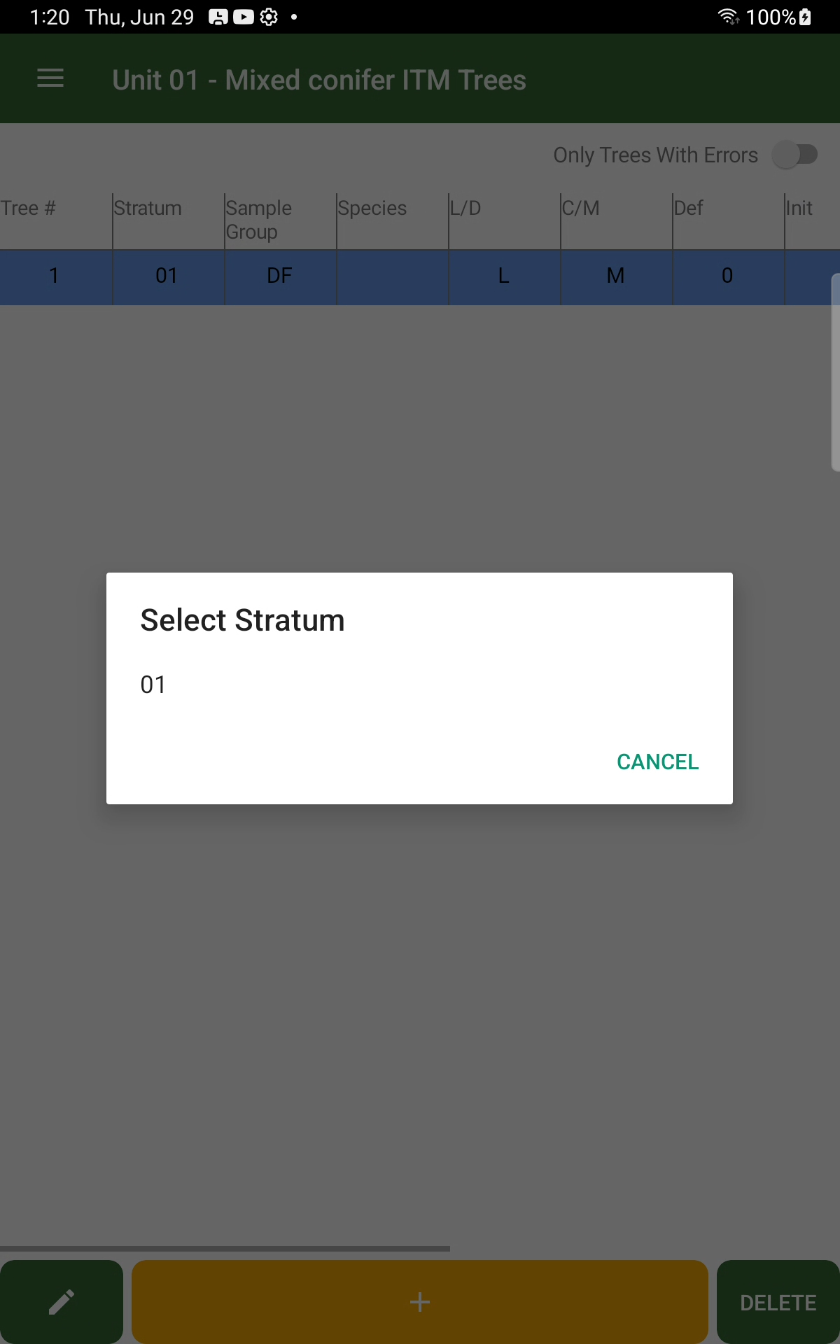 1:20 Thu, Jun 29 100%
Unit 01 - Mixed conifer ITM Trees
Only Trees With Errors
Tree # Stratum Sample Group Species L/D C/M Def Init
1 01 DF L M 0
Select Stratum
01
CANCEL
+ DELETE